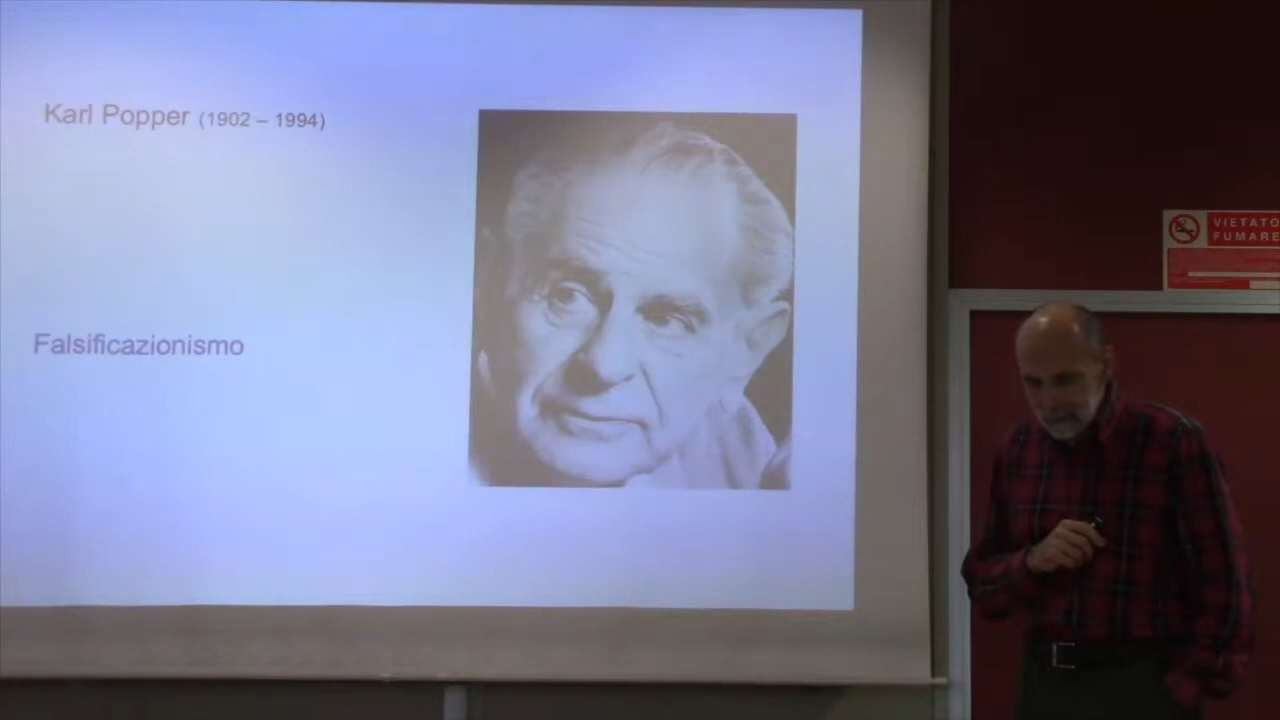 Karl Popper (1902 – 1994)
Falsificazionismo
VIETATO
FUMARE